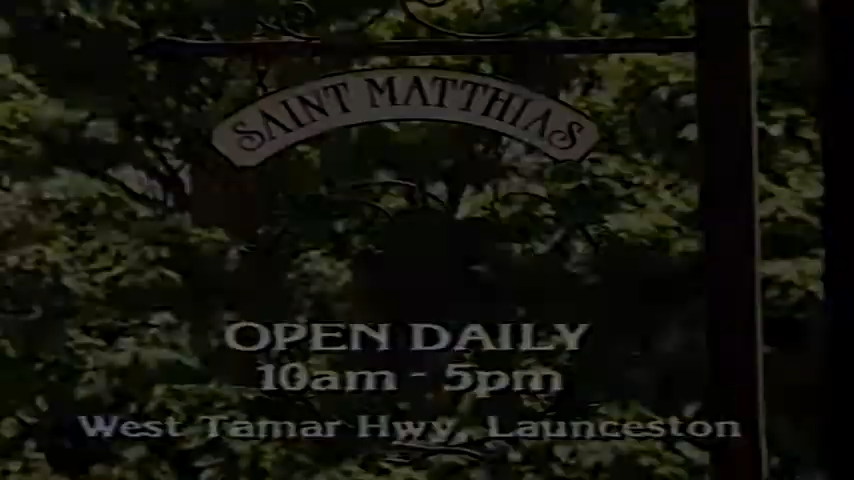 SAINT MATTHIAS
OPEN DAILY
10am - 5pm
West Tamar Hwy, Launceston